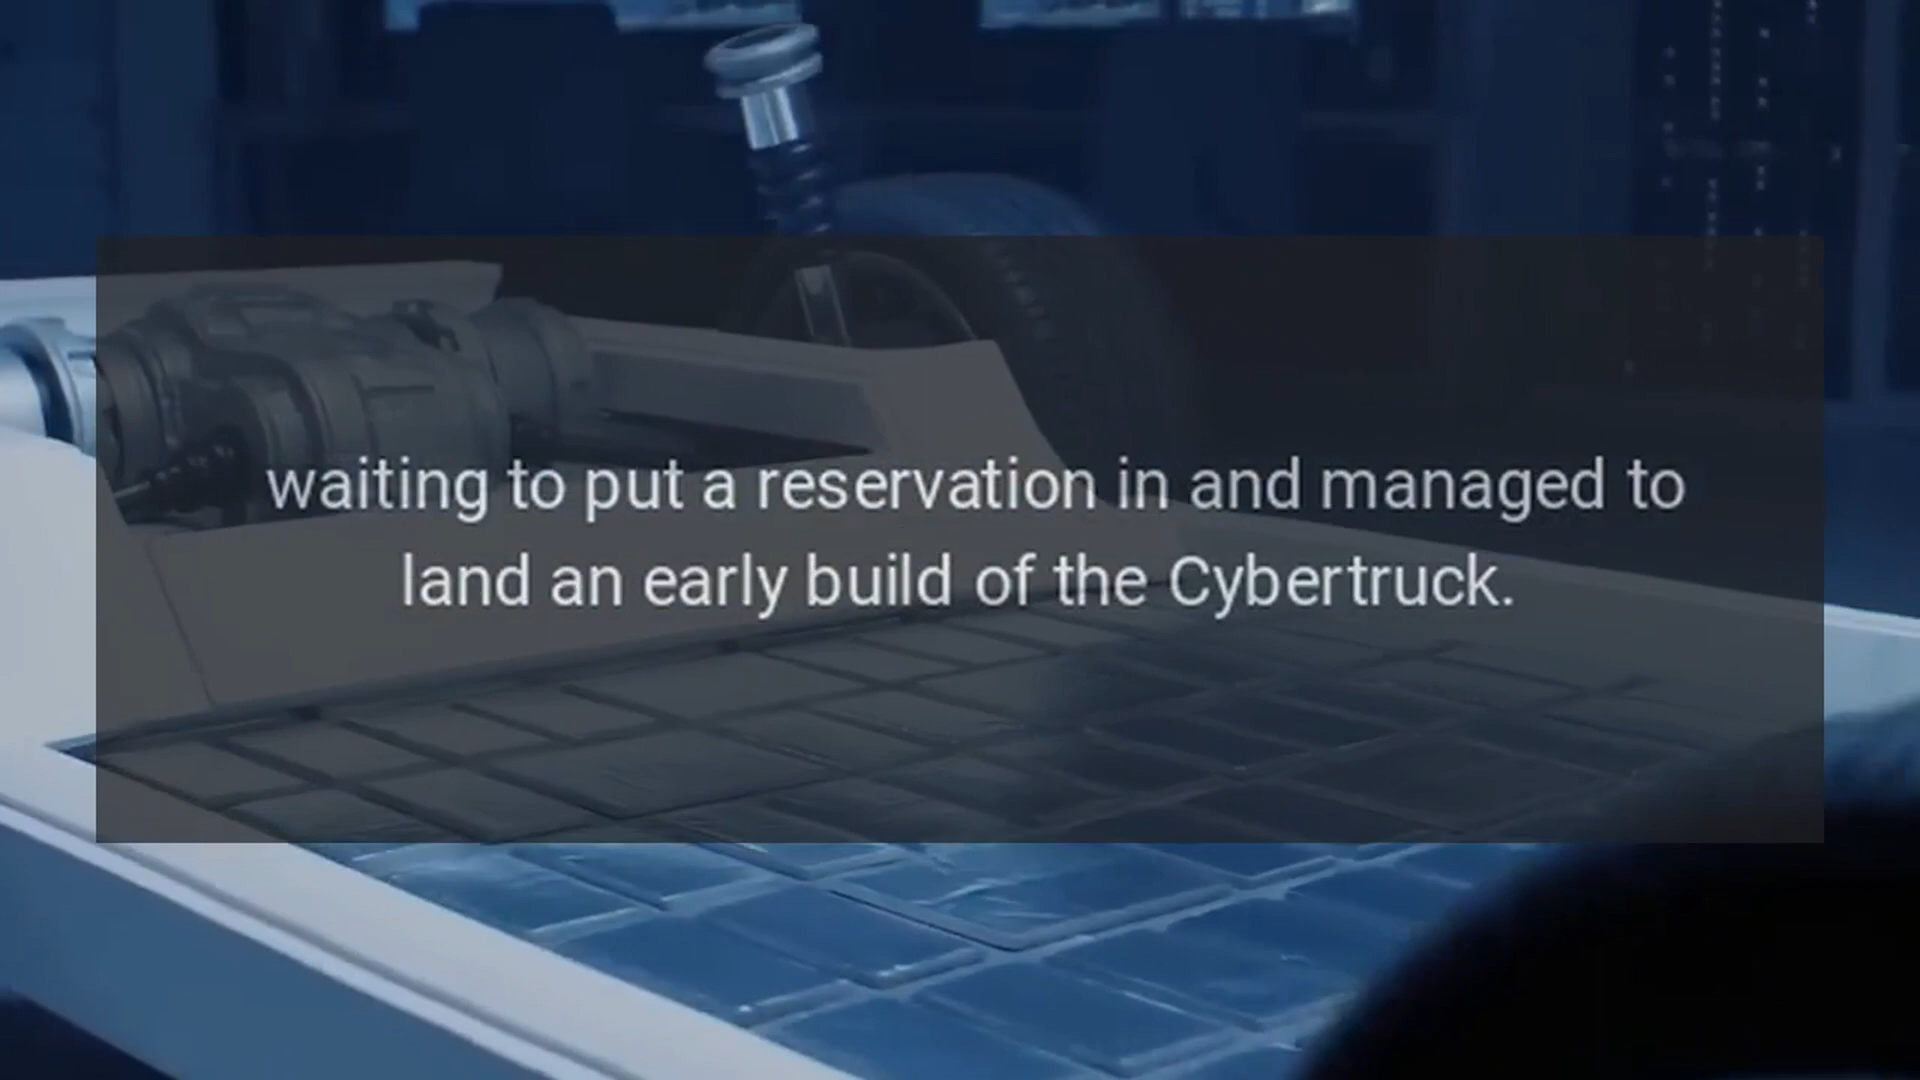 waiting to put a reservation in and managed to
land an early build of the Cybertruck.